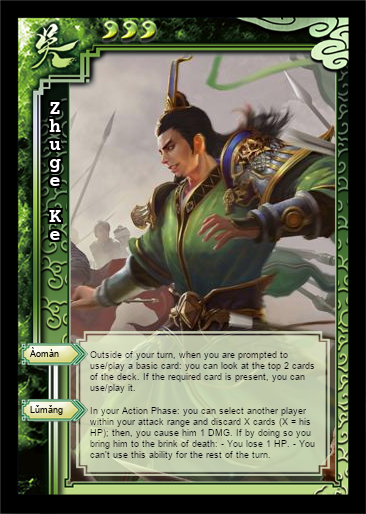 吴
Zhuge Ke
Àomàn
Outside of your turn, when you are prompted to
use/play a basic card: you can look at the top 2 cards
of the deck. If the required card is present, you can
use/play it.
Lǔmǎng
In your Action Phase: you can select another player
within your attack range and discard X cards (X = his
HP); then, you cause him 1 DMG. If by doing so you
bring him to the brink of death: - You lose 1 HP. - You
can't use this ability for the rest of the turn.